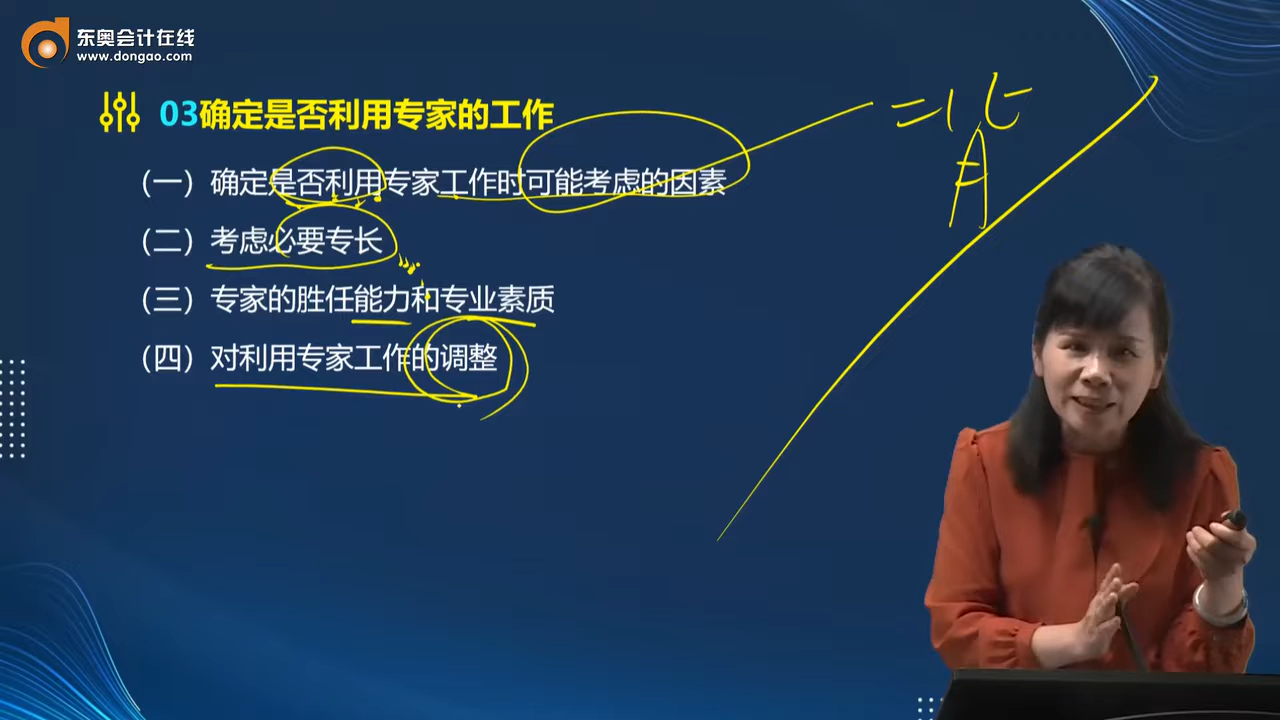 东奥会计在线
www.dongao.com
03确定是否利用专家的工作
（一）确定是否利用专家工作时可能考虑的因素
（二）考虑必要专长
（三）专家的胜任能力和专业素质
（四）对利用专家工作的调整